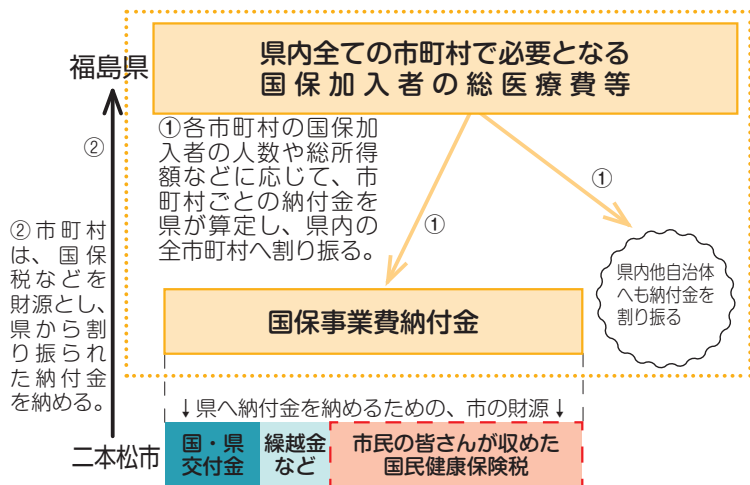 県内全ての市町村で必要となる
国保加入者の総医療費等
福島県
①各市町村の国保加
入者の人数や総所得
額などに応じて、市
町村ごとの納付金を
県が算定し、県内の
全市町村へ割り振る。
①
①
②
②市町村
は、国保
税などを
財源とし、
県から割
り振られ
た納付金
を納める。
県内他自治体
へも納付金を
割り振る
国保事業費納付金
↓県へ納付金を納めるための、市の財源↓
二本松市
国・県
交付金
繰越金
など
市民の皆さんが収めた
国民健康保険税